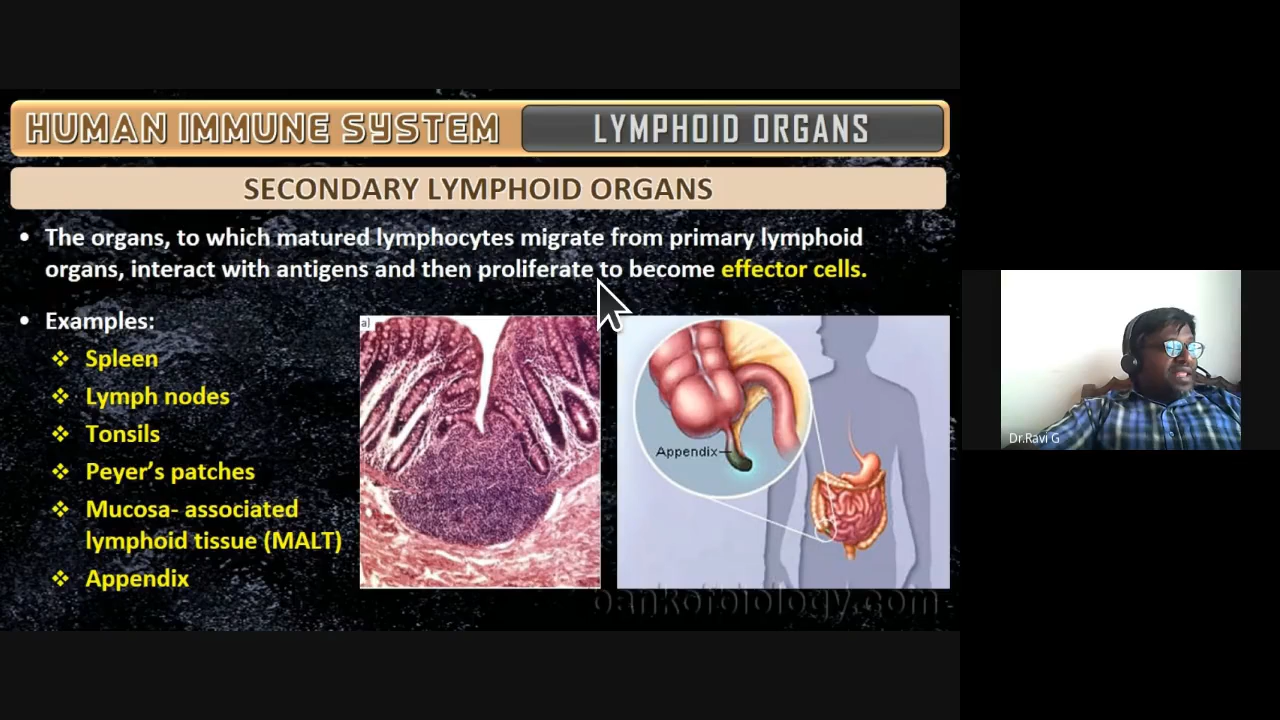 HUMAN IMMUNE SYSTEM LYMPHOID ORGANS
SECONDARY LYMPHOID ORGANS
• The organs, to which matured lymphocytes migrate from primary lymphoid
organs, interact with antigens and then proliferate to become effector cells.
• Examples:
❖ Spleen
❖ Lymph nodes
❖ Tonsils
❖ Peyer’s patches
❖ Mucosa- associated
lymphoid tissue (MALT)
❖ Appendix
a)
Appendix
bankofbiology.com
Dr.Ravi G